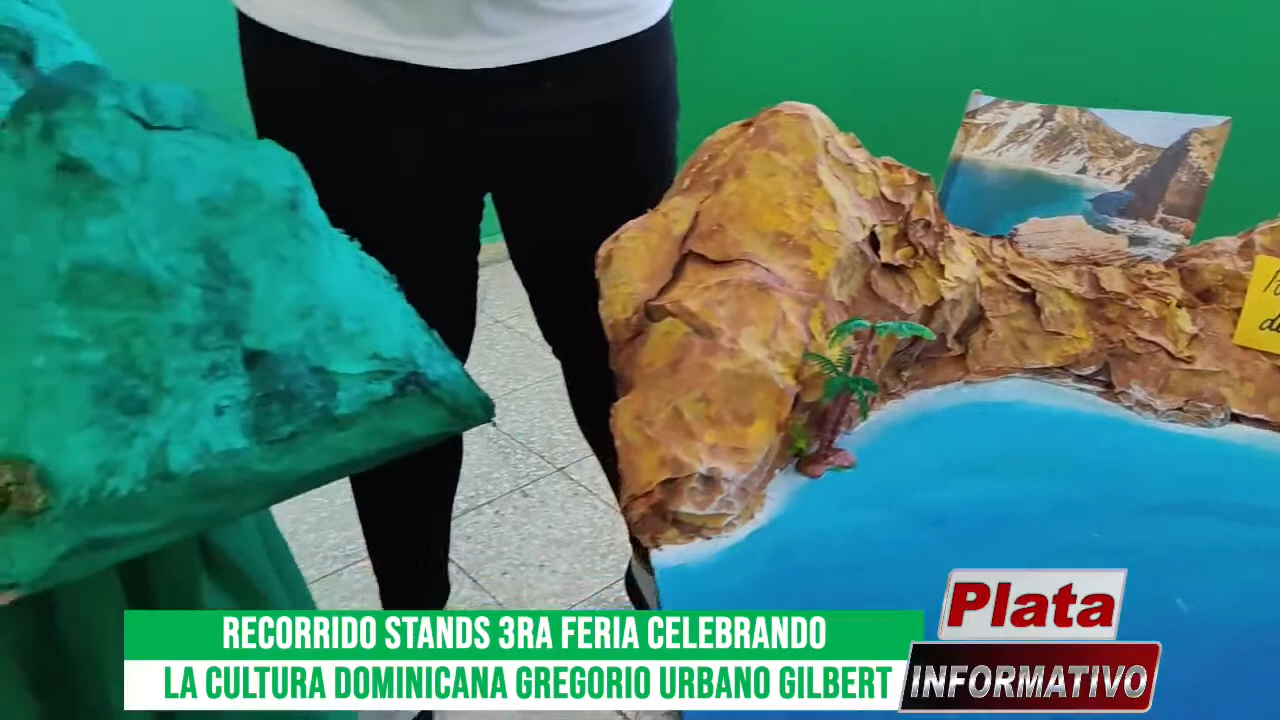 RECORRIDO STANDS 3RA FERIA CELEBRANDO
LA CULTURA DOMINICANA GREGORIO URBANO GILBERT
Plata
INFORMATIVO